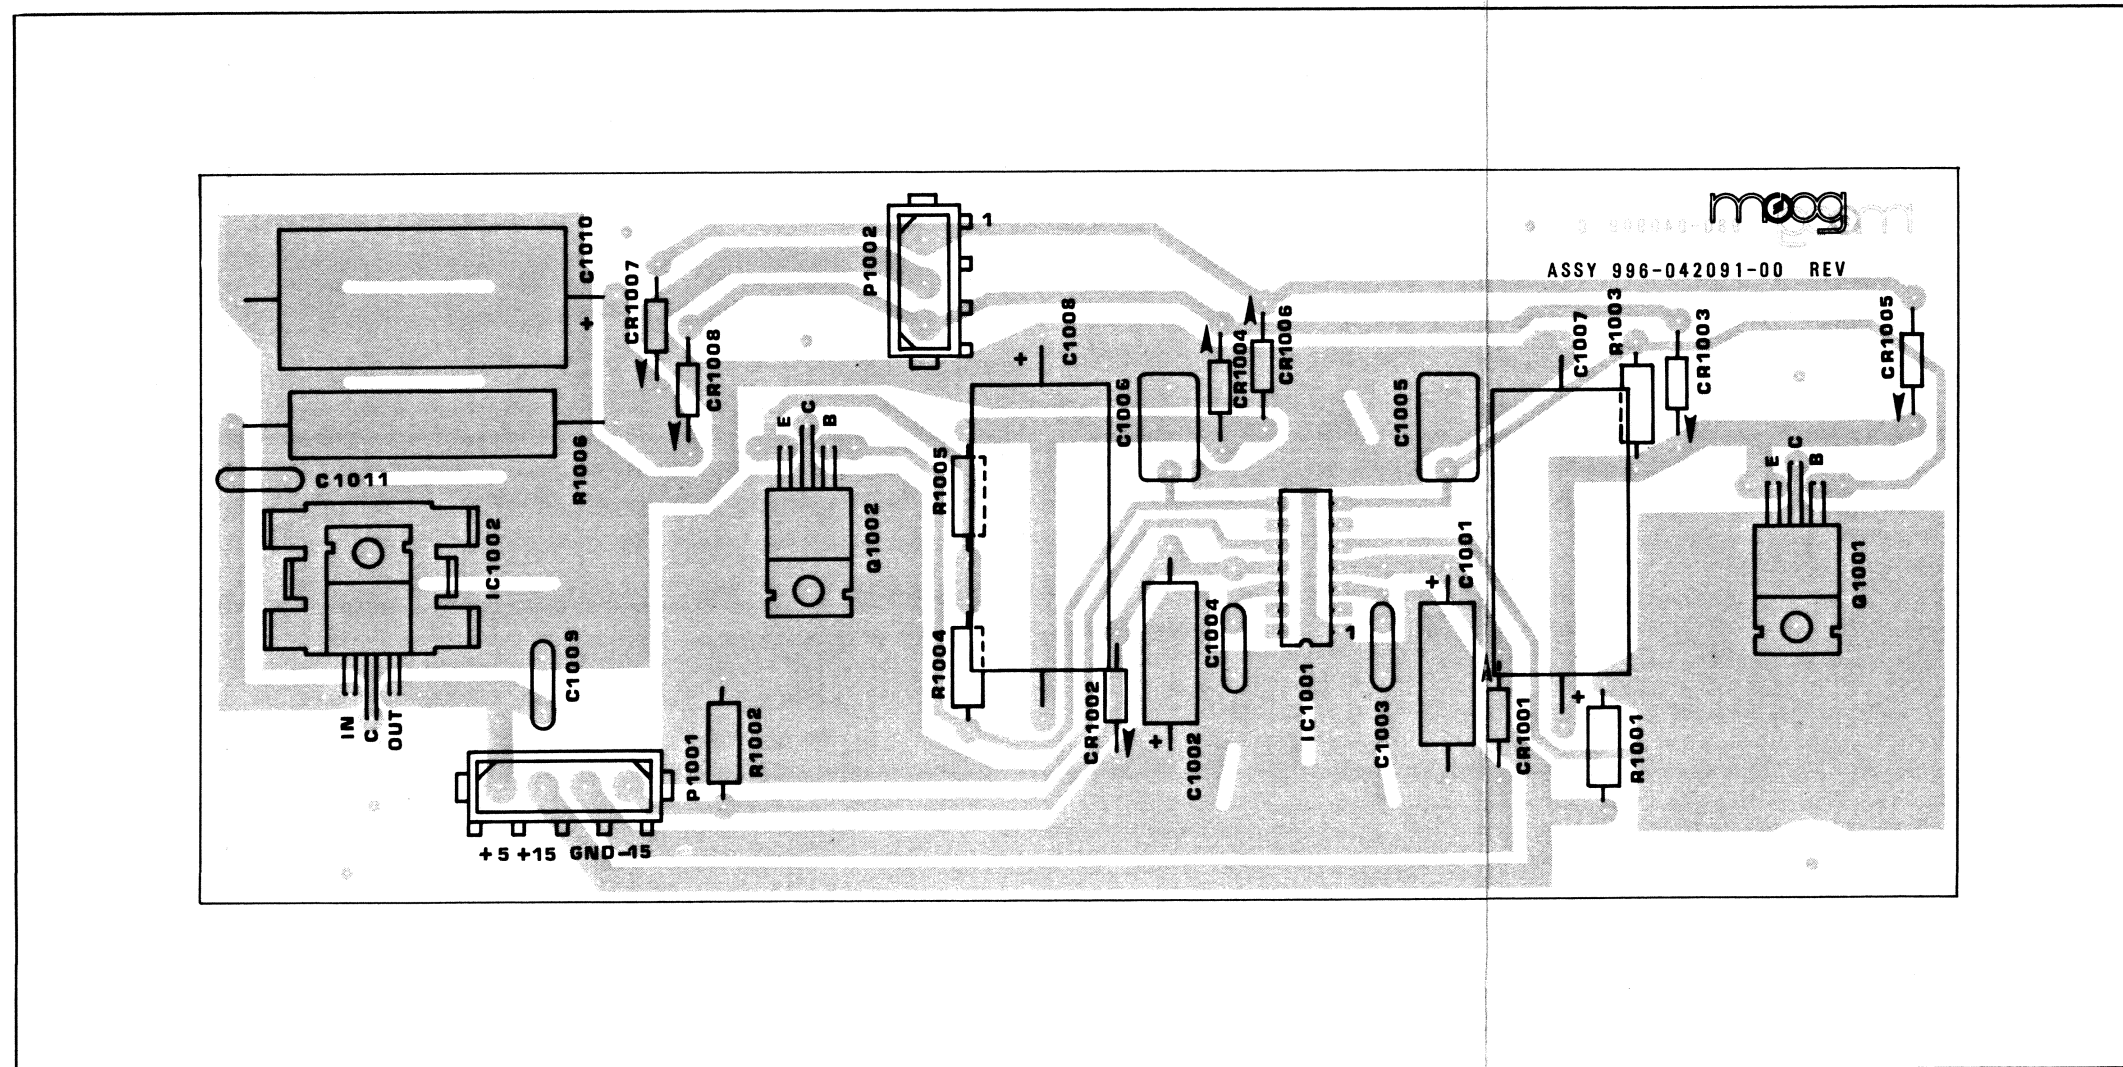 moog
ASSY 996-042091-00 REV
C1010
+
CR1007
CR1008
P1002
1
+
C1008
C1006
CR1004
CR1006
C1005
C1007
R1003
CR1003
CR1005
R1006
C1011
IC1002
E
C
B
Q1002
R1005
R1004
C1004
IC1001
1
+
C1001
E
C
B
Q1001
IN
C
OUT
C1009
P1001
R1002
CR1002
+
C1002
C1003
CR1001
+
R1001
+5 +15 GND -15